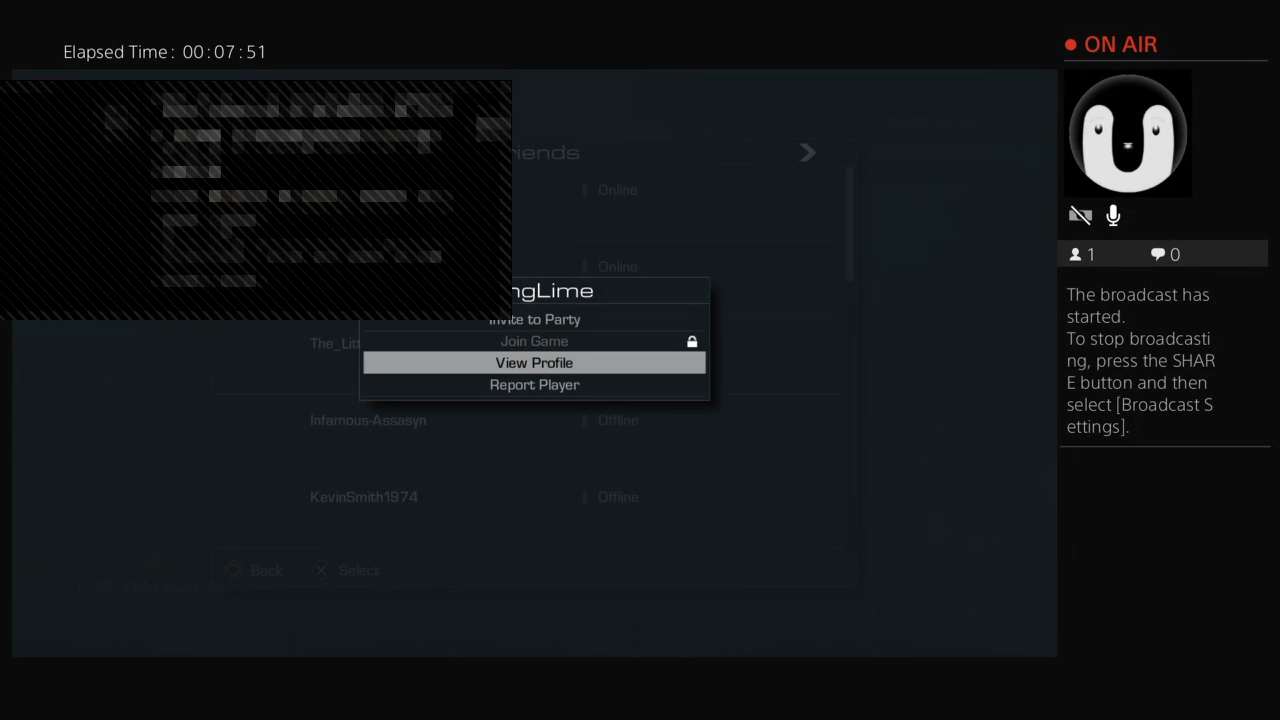 Elapsed Time: 00:07:51
ON AIR
1
0
The broadcast has
started.
To stop broadcasti
ng, press the SHAR
E button and then
select [Broadcast S
ettings].
iends
Online
Online
ngLime
Invite to Party
The_Litt
Join Game
View Profile
Report Player
Infamous-Assasyn
Offline
KevinSmith1974
Offline
Back
Select